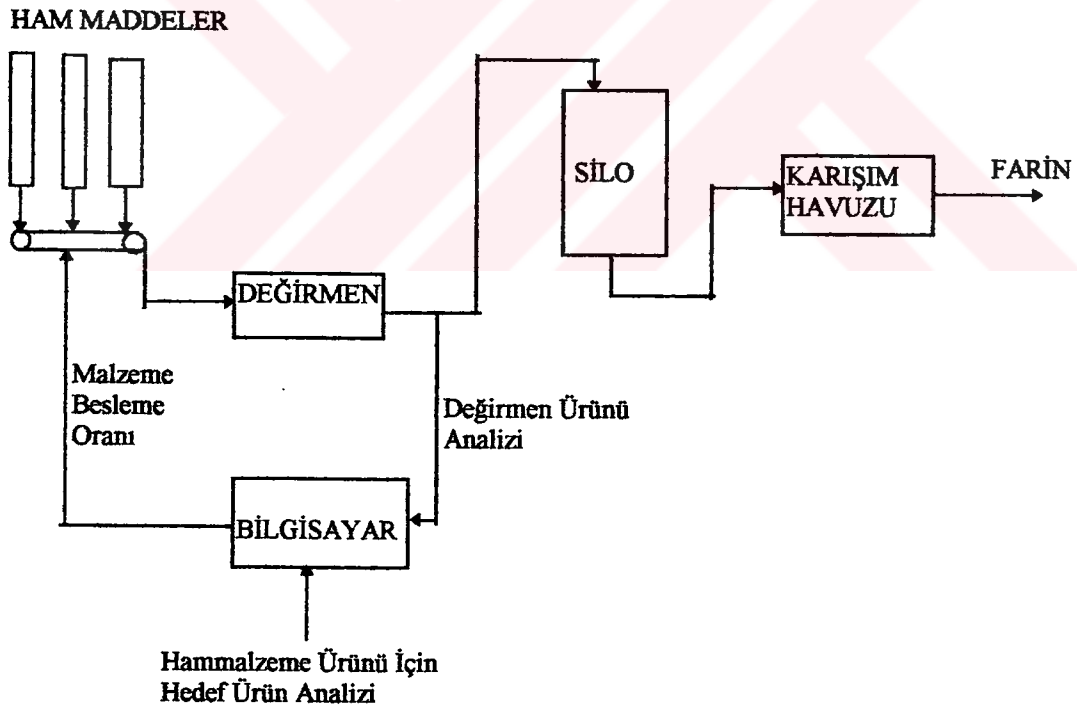 HAM MADDELER
SİLO
KARIŞIM
HAVUZU
FARİN
DEĞİRMEN
Malzeme
Besleme
Oranı
Değirmen Ürünü
Analizi
BİLGİSAYAR
Hammalzeme Ürünü İçin
Hedef Ürün Analizi